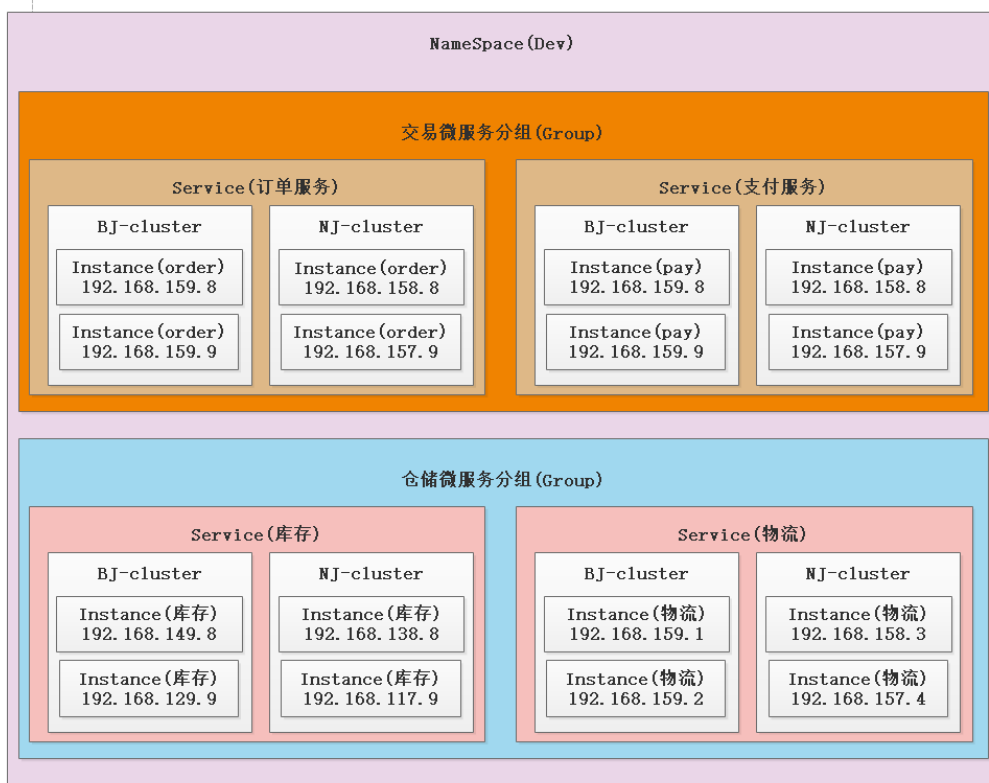 NameSpace(Dev)
交易微服务分组(Group)
Service(订单服务)
BJ-cluster
Instance(order)
192.168.159.8
Instance(order)
192.168.159.9
NJ-cluster
Instance(order)
192.168.158.8
Instance(order)
192.168.157.9
Service(支付服务)
BJ-cluster
Instance(pay)
192.168.159.8
Instance(pay)
192.168.159.9
NJ-cluster
Instance(pay)
192.168.158.8
Instance(pay)
192.168.157.9
仓储微服务分组(Group)
Service(库存)
BJ-cluster
Instance(库存)
192.168.149.8
Instance(库存)
192.168.129.9
NJ-cluster
Instance(库存)
192.168.138.8
Instance(库存)
192.168.117.9
Service(物流)
BJ-cluster
Instance(物流)
192.168.159.1
Instance(物流)
192.168.159.2
NJ-cluster
Instance(物流)
192.168.158.3
Instance(物流)
192.168.157.4